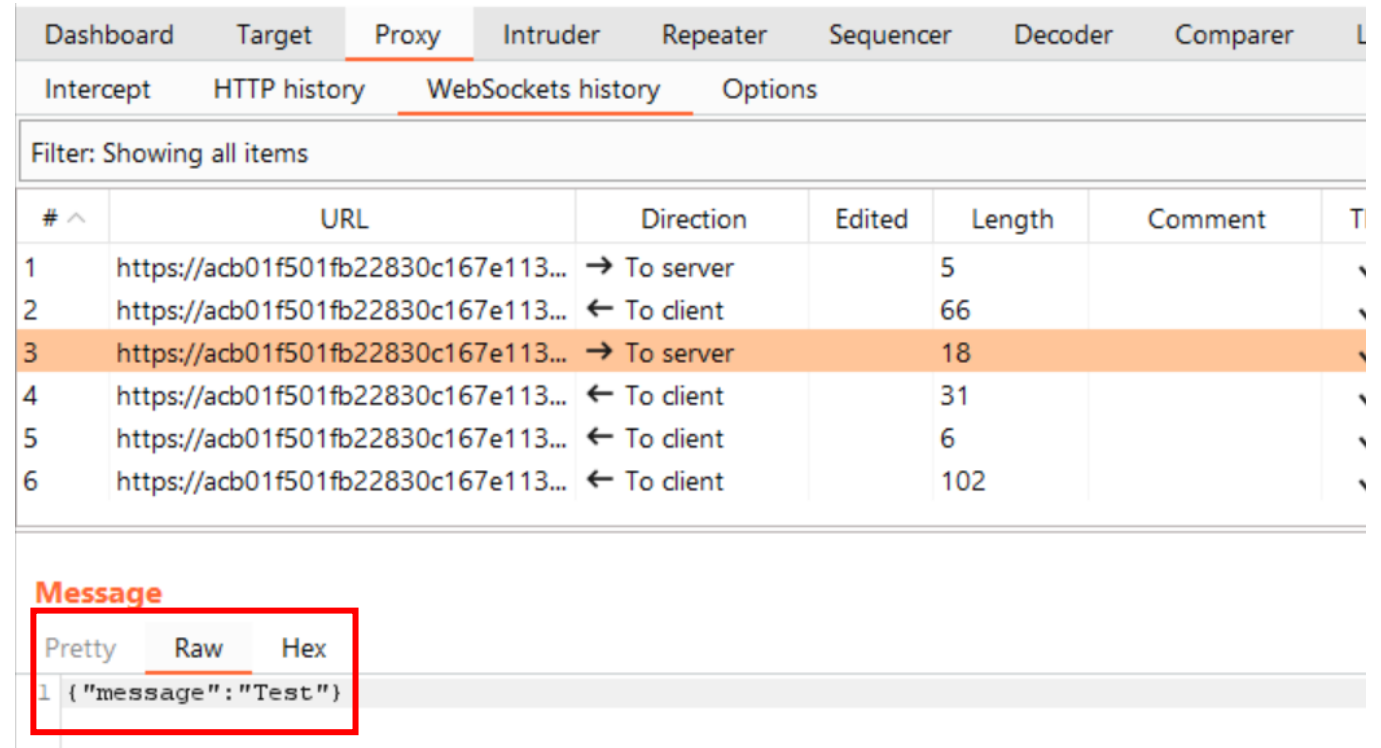 Dashboard Target Proxy Intruder Repeater Sequencer Decoder Comparer
Intercept HTTP history WebSockets history Options
Filter: Showing all items
# URL Direction Edited Length Comment
1 https://acb01f501fb22830c167e113... → To server 5
2 https://acb01f501fb22830c167e113... ← To client 66
3 https://acb01f501fb22830c167e113... → To server 18
4 https://acb01f501fb22830c167e113... ← To client 31
5 https://acb01f501fb22830c167e113... ← To client 6
6 https://acb01f501fb22830c167e113... ← To client 102
Message
Pretty Raw Hex
1 {"message":"Test"}